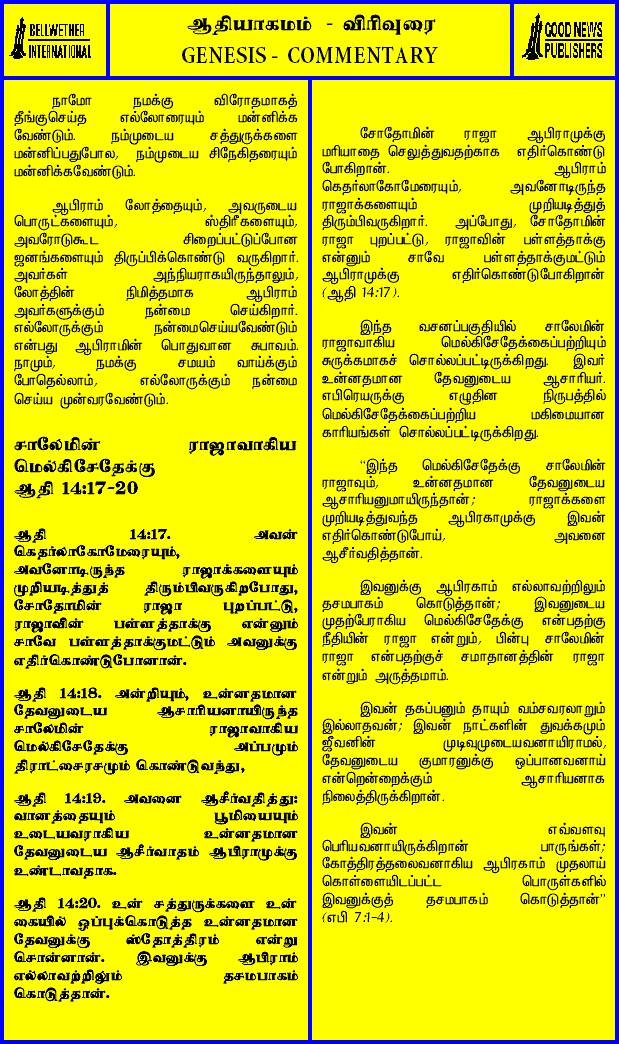 BELLWETHER
INTERNATIONAL
ஆதியாகமம் - விரிவுரை
GENESIS - COMMENTARY
GOOD NEWS
PUBLISHERS
நாமோ நமக்கு விரோதமாகத்
தீங்குசெய்த எல்லோரையும் மன்னிக்க
வேண்டும். நம்முடைய சத்துருக்களை
மன்னிப்பதுபோல, நம்முடைய சிநேகிதரையும்
மன்னிக்கவேண்டும்.
ஆபிராம் லோத்தையும், அவருடைய
பொருட்களையும், ஸ்திரீகளையும்,
அவரோடுகூட சிறைப்பட்டுப்போன
ஜனங்களையும் திருப்பிக்கொண்டு வருகிறார்.
அவர்கள் அந்நியராகயிருந்தாலும்,
லோத்தின் நிமித்தமாக ஆபிராம்
அவர்களுக்கும் நன்மை செய்கிறார்.
எல்லோருக்கும் நன்மைசெய்யவேண்டும்
என்பது ஆபிராமின் பொதுவான சுபாவம்.
நாமும், நமக்கு சமயம் வாய்க்கும்
போதெல்லாம், எல்லோருக்கும் நன்மை
செய்ய முன்வரவேண்டும்.
சாலேமின் ராஜாவாகிய
மெல்கிசேதேக்கு
ஆதி 14:17-20
ஆதி 14:17. அவன்
கெதர்லாகோமேரையும்,
அவனோடிருந்த ராஜாக்களையும்
முறியடித்துத் திரும்பிவருகிறபோது,
சோதோமின் ராஜா புறப்பட்டு,
ராஜாவின் பள்ளத்தாக்கு என்னும்
சாவே பள்ளத்தாக்குமட்டும் அவனுக்கு
எதிர்கொண்டுபோனான்.
ஆதி 14:18. அன்றியும், உன்னதமான
தேவனுடைய ஆசாரியனாயிருந்த
சாலேமின் ராஜாவாகிய
மெல்கிசேதேக்கு அப்பமும்
திராட்சைரசமும் கொண்டுவந்து,
ஆதி 14:19. அவனை ஆசீர்வதித்து:
வானத்தையும் பூமியையும்
உடையவராகிய உன்னதமான
தேவனுடைய ஆசீர்வாதம் ஆபிராமுக்கு
உண்டாவதாக.
ஆதி 14:20. உன் சத்துருக்களை உன்
கையில் ஒப்புக்கொடுத்த உன்னதமான
தேவனுக்கு ஸ்தோத்திரம் என்று
சொன்னான். இவனுக்கு ஆபிராம்
எல்லாவற்றிலும் தசமபாகம்
கொடுத்தான்.
சோதோமின் ராஜா ஆபிராமுக்கு
மரியாதை செலுத்துவதற்காக எதிர்கொண்டு
போகிறான். ஆபிராம்
கெதர்லாகோமேரையும், அவனோடிருந்த
ராஜாக்களையும் முறியடித்துத்
திரும்பிவருகிறார். அப்போது, சோதோமின்
ராஜா புறப்பட்டு, ராஜாவின் பள்ளத்தாக்கு
என்னும் சாவே பள்ளத்தாக்குமட்டும்
ஆபிராமுக்கு எதிர்கொண்டுபோகிறான்
(ஆதி 14:17).
இந்த வசனப்பகுதியில் சாலேமின்
ராஜாவாகிய மெல்கிசேதேக்கைப்பற்றியும்
சுருக்கமாகச் சொல்லப்பட்டிருக்கிறது. இவர்
உன்னதமான தேவனுடைய ஆசாரியர்.
எபிரெயருக்கு எழுதின நிருபத்தில்
மெல்கிசேதேக்கைப்பற்றிய மகிமையான
காரியங்கள் சொல்லப்பட்டிருக்கிறது.
"இந்த மெல்கிசேதேக்கு சாலேமின்
ராஜாவும், உன்னதமான தேவனுடைய
ஆசாரியனுமாயிருந்தான்; ராஜாக்களை
முறியடித்துவந்த ஆபிரகாமுக்கு இவன்
எதிர்கொண்டுபோய், அவனை
ஆசீர்வதித்தான்.
இவனுக்கு ஆபிரகாம் எல்லாவற்றிலும்
தசமபாகம் கொடுத்தான்; இவனுடைய
முதற்பேராகிய மெல்கிசேதேக்கு என்பதற்கு
நீதியின் ராஜா என்றும், பின்பு சாலேமின்
ராஜா என்பதற்குச் சமாதானத்தின் ராஜா
என்றும் அருத்தமாம்.
இவன் தகப்பனும் தாயும் வம்சவரலாறும்
இல்லாதவன்; இவன் நாட்களின் துவக்கமும்
ஜீவனின் முடிவுமுடையவனாயிராமல்,
தேவனுடைய குமாரனுக்கு ஒப்பானவனாய்
என்றென்றைக்கும் ஆசாரியனாக
நிலைத்திருக்கிறான்.
இவன் எவ்வளவு
பெரியவனாயிருக்கிறான் பாருங்கள்;
கோத்திரத்தலைவனாகிய ஆபிரகாம் முதலாய்
கொள்ளையிடப்பட்ட பொருள்களில்
இவனுக்குத் தசமபாகம் கொடுத்தான்"
(எபி 7:1-4).